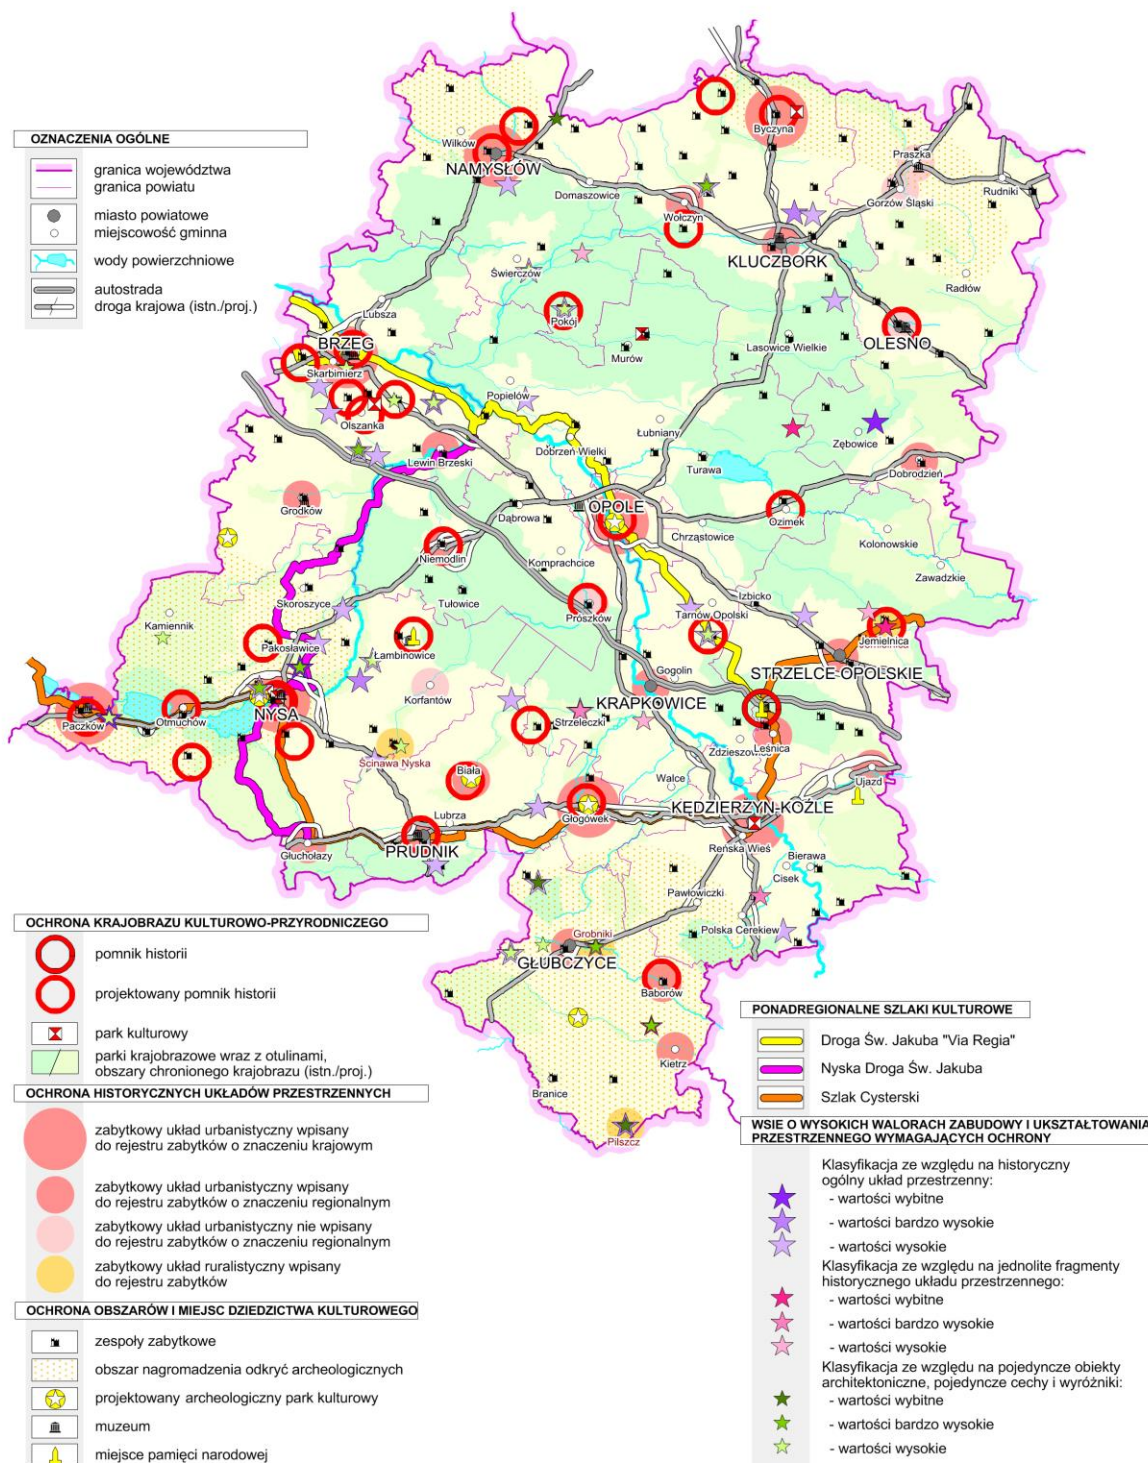 OZNACZENIA OGÓLNE
granica województwa
granica powiatu
miasto powiatowe
miejscowość gminna
wody powierzchniowe
autostrada
droga krajowa (istn./proj.)
Wilków
NAMYSŁÓW
Byczyna
Praszka
Rudniki
Gorzów Śląski
Domaszowice
Wołczyn
KLUCZBORK
Radłów
Świerczów
Pokój
Lubsza
BRZEG
Skarbimierz
Murów
Lasowice Wielkie
OLESNO
Olszanka
Popielów
Lewin Brzeski
Dobrzeń Wielki
Łubniany
Turawa
Zębowice
Dobrodzień
Grodków
Dąbrowa
OPOLE
Ozimek
Chrząstowice
Kolonowskie
Niemodlin
Komprachcice
Zawadzkie
Skoroszyce
Tułowice
Izbicko
Prószków
Tarnów Opolski
Kamiennik
Pakosławice
Łambinowice
Jemielnica
Jemielnica
STRZELCE OPOLSKIE
Gogolin
Korfantów
KRAPKOWICE
Paczków
Otmuchów
NYSA
Strzeleczki
Zdzieszowice
Leśnica
Ścinawa Nyska
Ujazd
Biała
Walce
Głogówek
KĘDZIERZYN-KOŹLE
Lubrza
PRUDNIK
Głuchołazy
Reńska Wieś
Bierawa
Cisek
Pawłowiczki
Polska Cerekiew
Grobniki
GŁUBCZYCE
Baborów
Kietrz
Branice
Pilszcz
OCHRONA KRAJOBRAZU KULTUROWO-PRZYRODNICZEGO
pomnik historii
projektowany pomnik historii
park kulturowy
parki krajobrazowe wraz z otulinami,
obszary chronionego krajobrazu (istn./proj.)
OCHRONA HISTORYCZNYCH UKŁADÓW PRZESTRZENNYCH
zabytkowy układ urbanistyczny wpisany
do rejestru zabytków o znaczeniu krajowym
zabytkowy układ urbanistyczny wpisany
do rejestru zabytków o znaczeniu regionalnym
zabytkowy układ urbanistyczny nie wpisany
do rejestru zabytków o znaczeniu regionalnym
zabytkowy układ ruralistyczny wpisany
do rejestru zabytków
OCHRONA OBSZARÓW I MIEJSC DZIEDZICTWA KULTUROWEGO
zespoły zabytkowe
obszar nagromadzenia odkryć archeologicznych
projektowany archeologiczny park kulturowy
muzeum
miejsce pamięci narodowej
PONADREGIONALNE SZLAKI KULTUROWE
Droga Św. Jakuba "Via Regia"
Nyska Droga Św. Jakuba
Szlak Cysterski
WSIE O WYSOKICH WALORACH ZABUDOWY I UKSZTAŁTOWANIA
PRZESTRZENNEGO WYMAGAJĄCYCH OCHRONY
Klasyfikacja ze względu na historyczny
ogólny układ przestrzenny:
- wartości wybitne
- wartości bardzo wysokie
- wartości wysokie
Klasyfikacja ze względu na jednolite fragmenty
historycznego układu przestrzennego:
- wartości wybitne
- wartości bardzo wysokie
- wartości wysokie
Klasyfikacja ze względu na pojedyncze obiekty
architektoniczne, pojedyncze cechy i wyróżniki:
- wartości wybitne
- wartości bardzo wysokie
- wartości wysokie